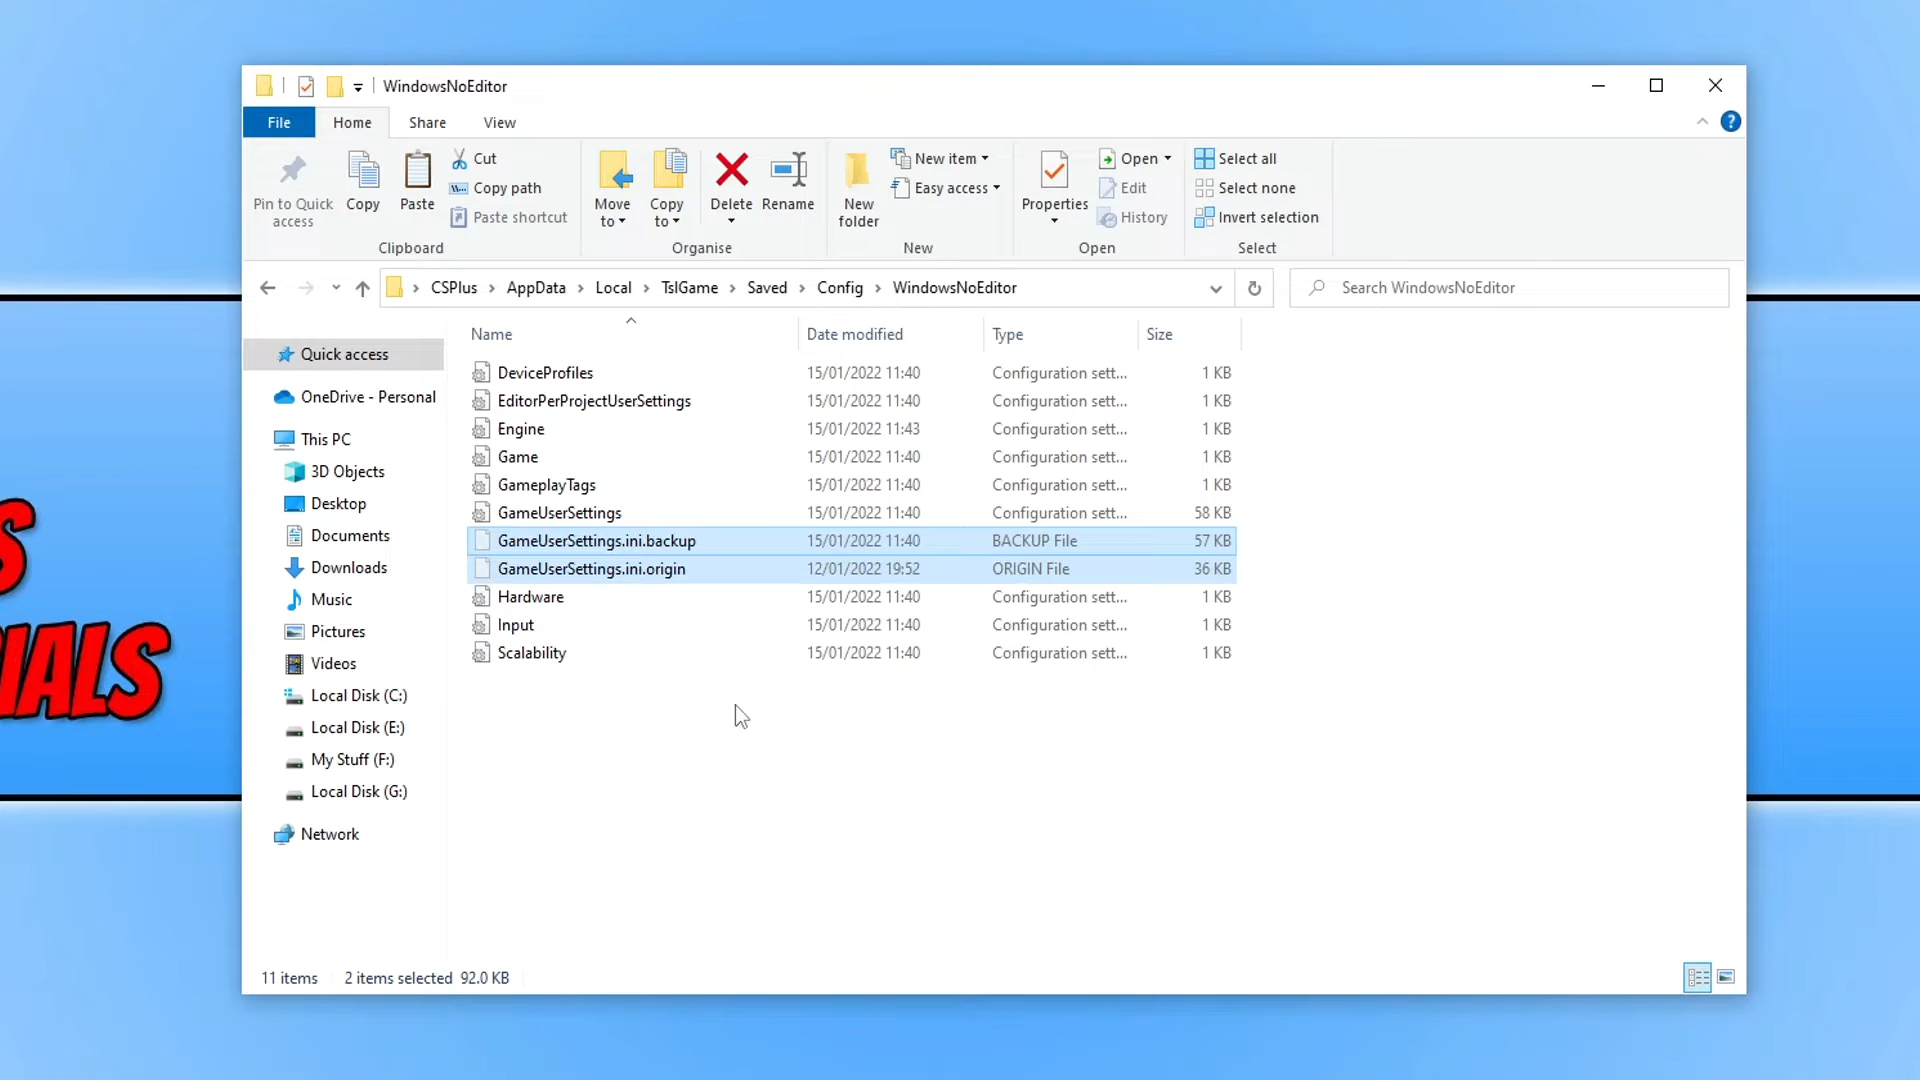 WindowsNoEditor
File Home Share View
Pin to Quick access
Copy
Paste
Cut
Copy path
Paste shortcut
Clipboard
Move to
Copy to
Delete
Rename
Organise
New folder
New item
Easy access
New
Properties
Open
Edit
History
Open
Select all
Select none
Invert selection
Select
CSPlus > AppData > Local > TslGame > Saved > Config > WindowsNoEditor
Search WindowsNoEditor
Quick access
OneDrive - Personal
This PC
3D Objects
Desktop
Documents
Downloads
Music
Pictures
Videos
Local Disk (C:)
Local Disk (E:)
My Stuff (F:)
Local Disk (G:)
Network
Name Date modified Type Size
DeviceProfiles 15/01/2022 11:40 Configuration sett... 1 KB
EditorPerProjectUserSettings 15/01/2022 11:40 Configuration sett... 1 KB
Engine 15/01/2022 11:43 Configuration sett... 1 KB
Game 15/01/2022 11:40 Configuration sett... 1 KB
GameplayTags 15/01/2022 11:40 Configuration sett... 1 KB
GameUserSettings 15/01/2022 11:40 Configuration sett... 58 KB
GameUserSettings.ini.backup 15/01/2022 11:40 BACKUP File 57 KB
GameUserSettings.ini.origin 12/01/2022 19:52 ORIGIN File 36 KB
Hardware 15/01/2022 11:40 Configuration sett... 1 KB
Input 15/01/2022 11:40 Configuration sett... 1 KB
Scalability 15/01/2022 11:40 Configuration sett... 1 KB
11 items 2 items selected 92.0 KB
S
IALS